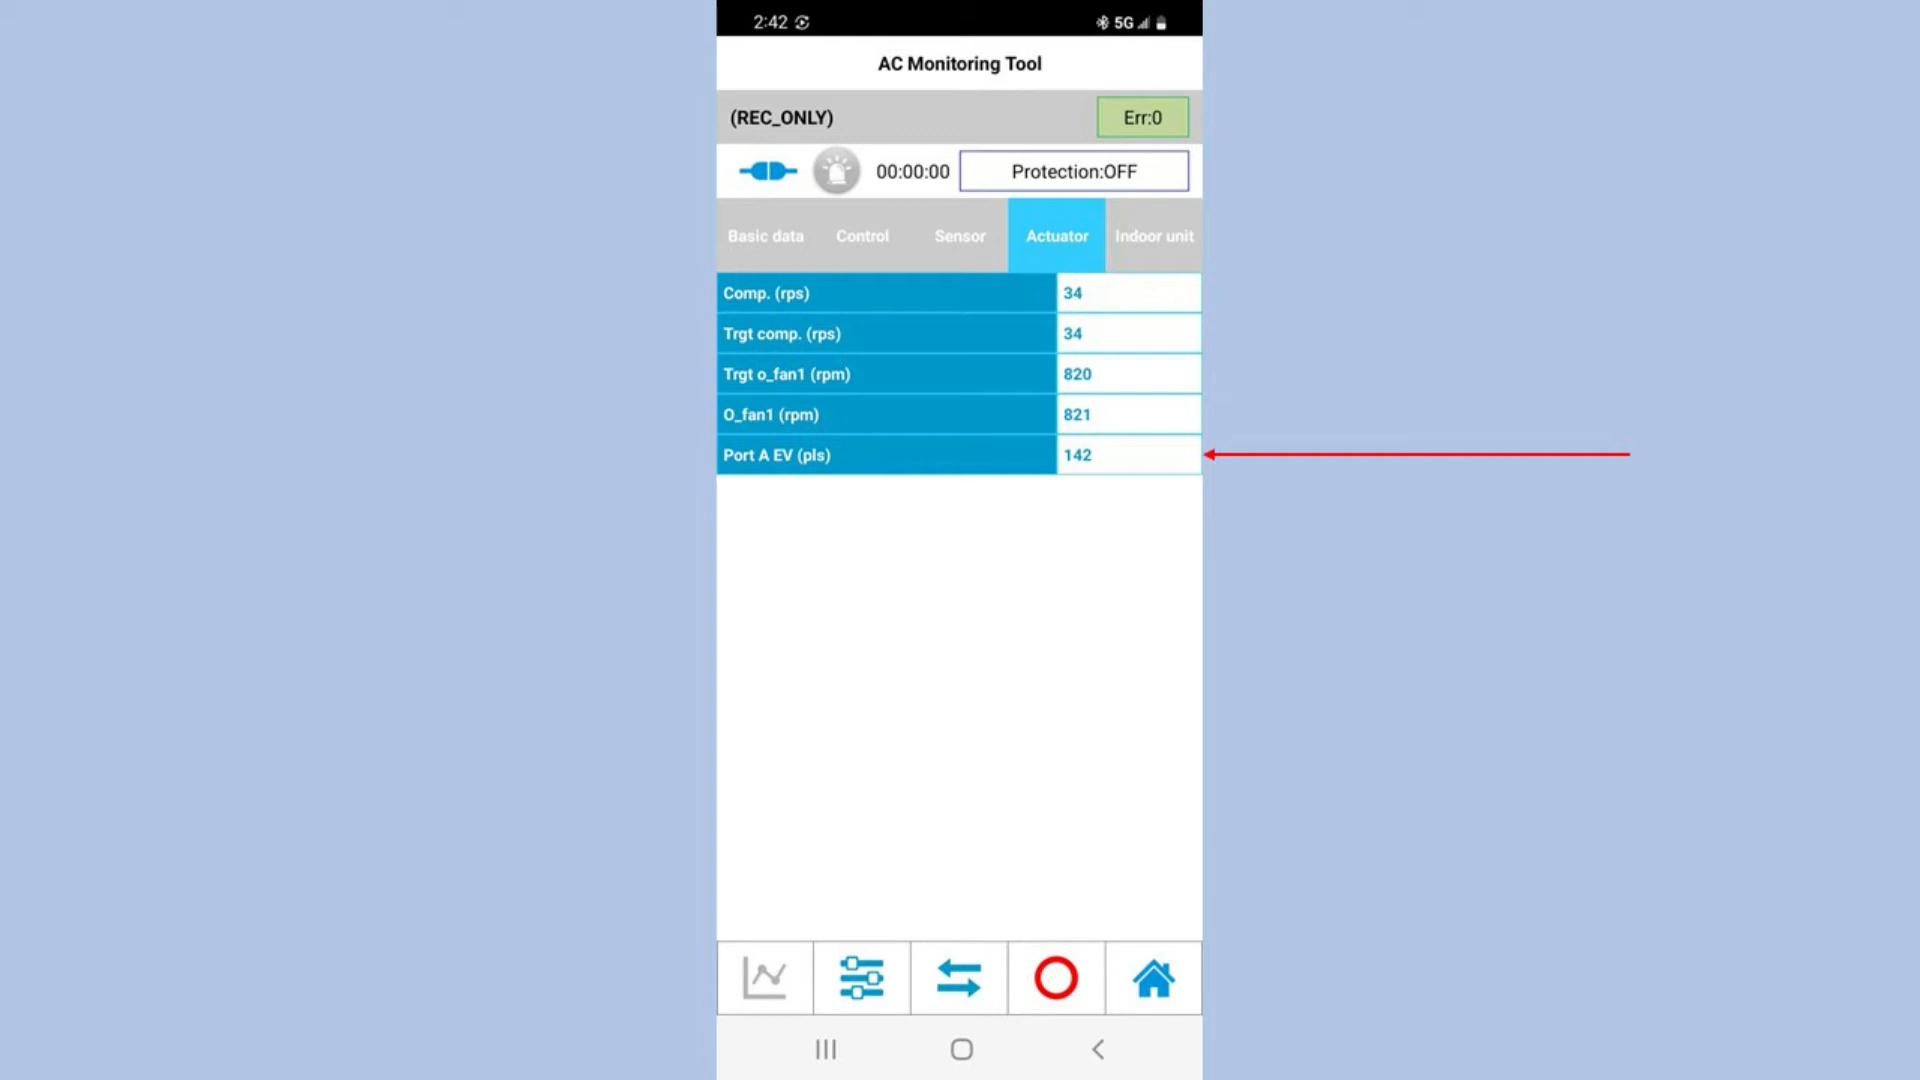 2:42 5G
AC Monitoring Tool
(REC_ONLY) Err:0
00:00:00 Protection:OFF
Basic data Control Sensor Actuator Indoor unit
Comp. (rps) 34
Trgt comp. (rps) 34
Trgt o_fan1 (rpm) 820
O_fan1 (rpm) 821
Port A EV (pls) 142